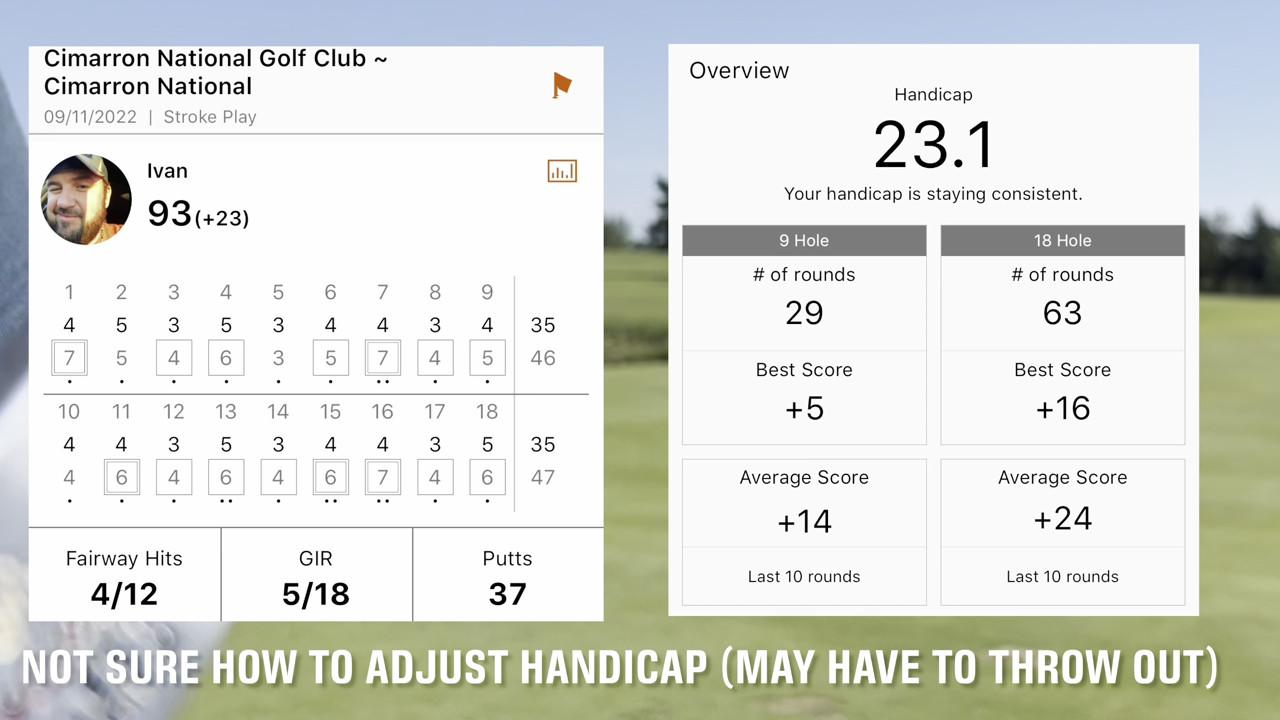 Cimarron National Golf Club ~
Cimarron National
09/11/2022 | Stroke Play
Ivan
93(+23)
1 2 3 4 5 6 7 8 9
4 5 3 5 3 4 4 3 4 35
7 5 4 6 3 5 7 4 5 46
10 11 12 13 14 15 16 17 18
4 4 3 5 3 4 4 3 5 35
4 6 4 6 4 6 7 4 6 47
Fairway Hits GIR Putts
4/12 5/18 37
Overview
Handicap
23.1
Your handicap is staying consistent.
9 Hole 18 Hole
# of rounds # of rounds
29 63
Best Score Best Score
+5 +16
Average Score Average Score
+14 +24
Last 10 rounds Last 10 rounds
NOT SURE HOW TO ADJUST HANDICAP (MAY HAVE TO THROW OUT)